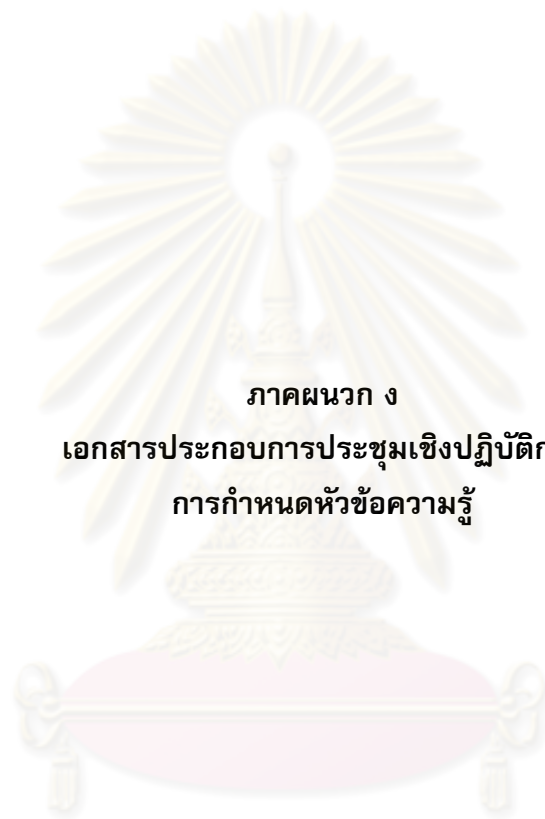 ภาคผนวก ง
เอกสารประกอบการประชุมเชิงปฏิบัติก
การกำหนดหัวข้อความรู้